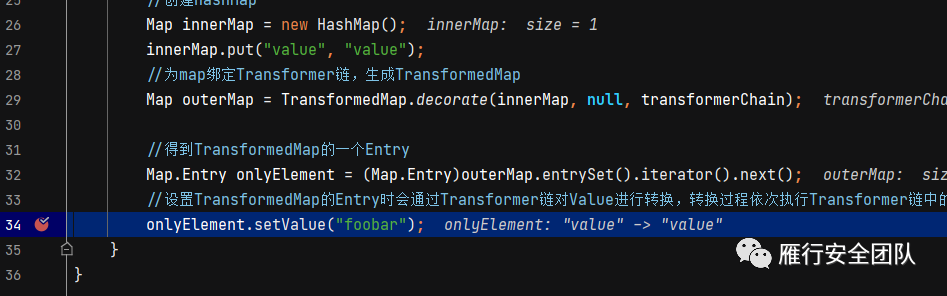 //创建HashMap
26 Map innerMap = new HashMap(); innerMap: size = 1
27 innerMap.put("value", "value");
28 //为map绑定Transformer链，生成TransformedMap
29 Map outerMap = TransformedMap.decorate(innerMap, null, transformerChain); transformerCha
30
31 //得到TransformedMap的一个Entry
32 Map.Entry onlyElement = (Map.Entry)outerMap.entrySet().iterator().next(); outerMap: siz
33 //设置TransformedMap的Entry时会通过Transformer链对Value进行转换，转换过程依次执行Transformer链中的
34 onlyElement.setValue("foobar"); onlyElement: "value" -> "value"
35 }
36 }
雁行安全团队